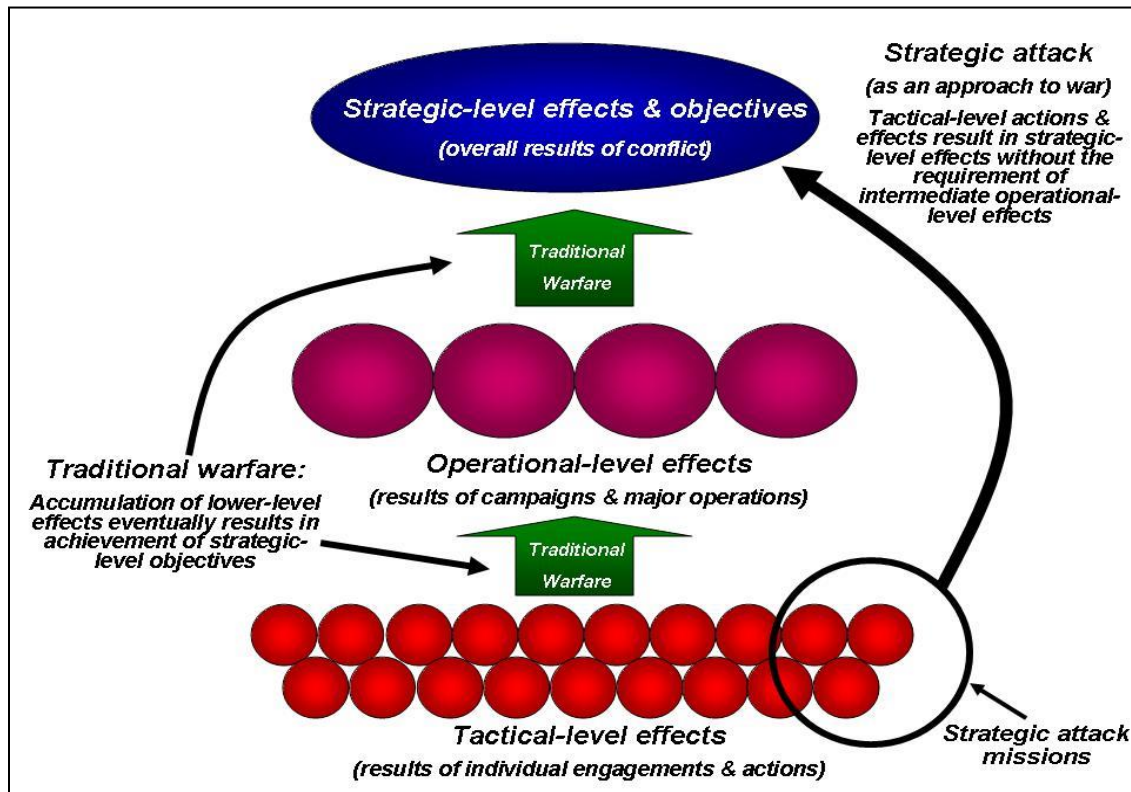 Strategic-level effects & objectives
(overall results of conflict)
Strategic attack
(as an approach to war)
Tactical-level actions &
effects result in strategic-
level effects without the
requirement of
intermediate operational-
level effects
Traditional
Warfare
Operational-level effects
(results of campaigns & major operations)
Traditional warfare:
Accumulation of lower-level
effects eventually results in
achievement of strategic-
level objectives
Traditional
Warfare
Tactical-level effects
(results of individual engagements & actions)
Strategic attack
missions